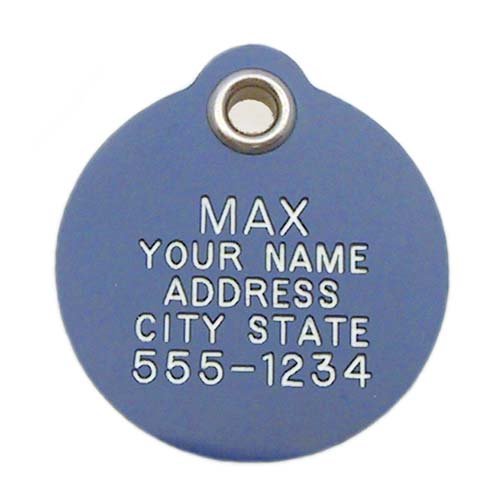 MAX
YOUR NAME
ADDRESS
CITY STATE
555-1234